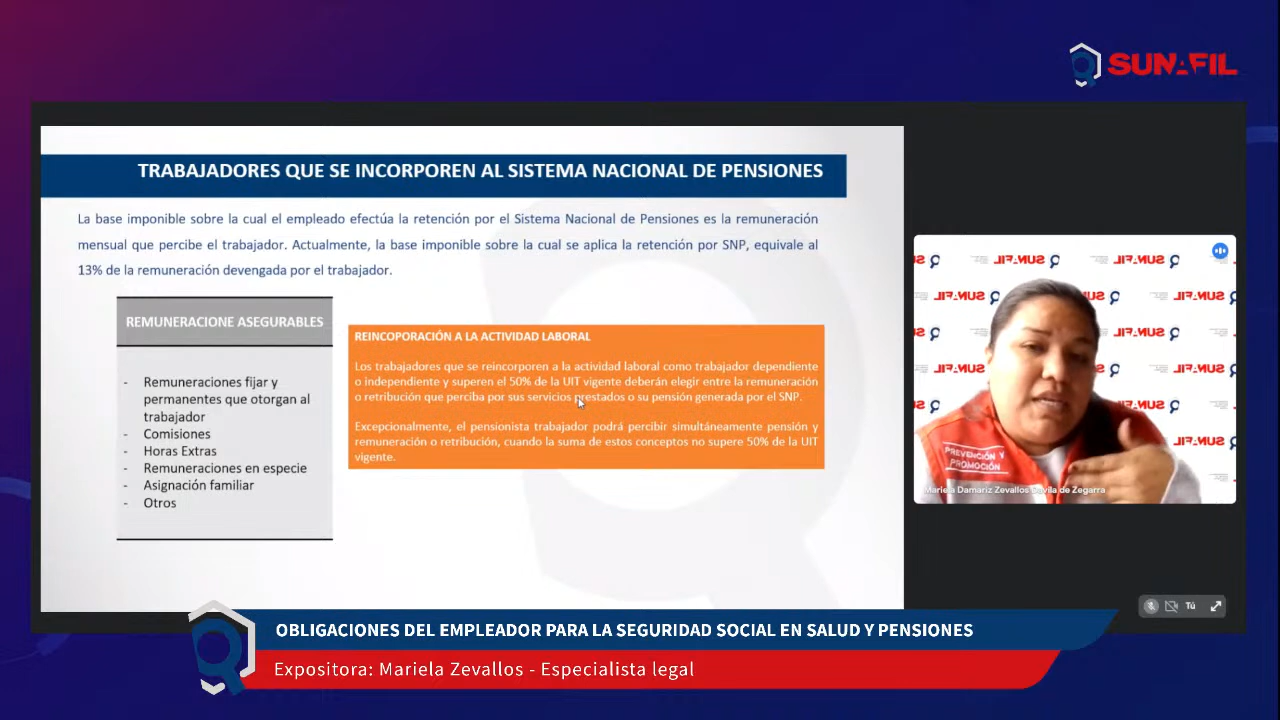 SUNAFIL
TRABAJADORES QUE SE INCORPOREN AL SISTEMA NACIONAL DE PENSIONES
La base imponible sobre la cual el empleado efectúa la retención por el Sistema Nacional de Pensiones es la remuneración
mensual que percibe el trabajador. Actualmente, la base imponible sobre la cual se aplica la retención por SNP, equivale al
13% de la remuneración devengada por el trabajador.
REMUNERACIONE ASEGURABLES
- Remuneraciones fijar y
permanentes que otorgan al
trabajador
- Comisiones
- Horas Extras
- Remuneraciones en especie
- Asignación familiar
- Otros
REINCOPORACIÓN A LA ACTIVIDAD LABORAL
Los trabajadores que se reincorporen a la actividad laboral como trabajador dependiente
o independiente y superen el 50% de la UIT vigente deberán elegir entre la remuneración
o retribución que perciba por sus servicios prestados o su pensión generada por el SNP.
Excepcionalmente, el pensionista trabajador podrá percibir simultáneamente pensión y
remuneración o retribución, cuando la suma de estos conceptos no supere 50% de la UIT
vigente.
SUNAFIL
PREVENCIÓN Y
PROMOCIÓN
Mariela Damariz Zevallos de Zegarra
Tú
OBLIGACIONES DEL EMPLEADOR PARA LA SEGURIDAD SOCIAL EN SALUD Y PENSIONES
Expositora: Mariela Zevallos - Especialista legal